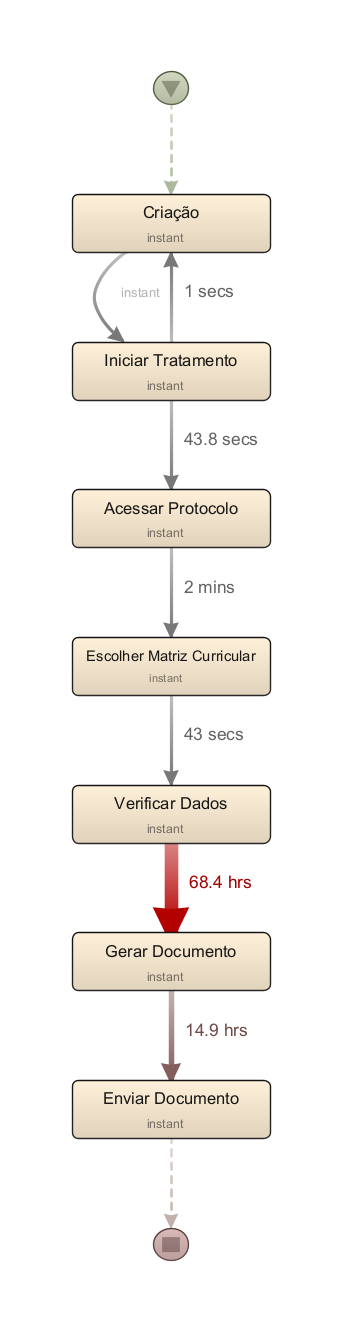 Criação
instant
instant
1 secs
Iniciar Tratamento
instant
43.8 secs
Acessar Protocolo
instant
2 mins
Escolher Matriz Curricular
instant
43 secs
Verificar Dados
instant
68.4 hrs
Gerar Documento
instant
14.9 hrs
Enviar Documento
instant